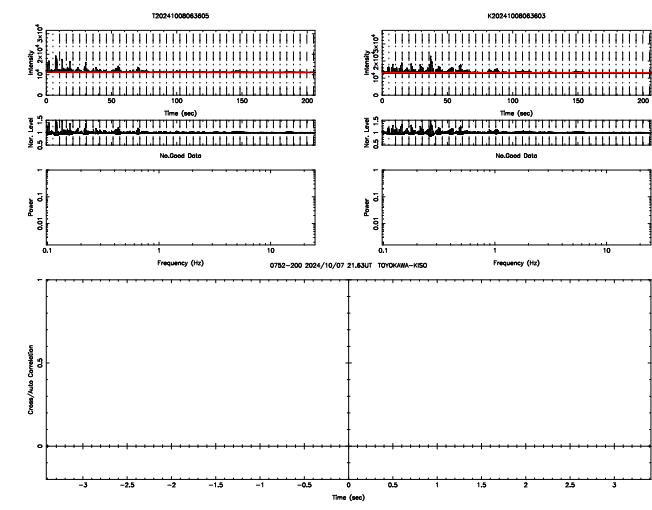 T20241008063605
K20241008063603
Intensity
0 10⁴ 2×10⁴ 3×10⁴
0 50 100 150 200
Time (sec)
Intensity
0 10⁴ 2×10⁴ 3×10⁴
0 50 100 150 200
Time (sec)
Nor. Level
0.5 1 1.5
No.Good Data
Nor. Level
0.5 1 1.5
No.Good Data
Power
0.01 0.1 1
0.1 1 10
Frequency (Hz)
Power
0.01 0.1 1
0.1 1 10
Frequency (Hz)
0752-200 2024/10/07 21.63UT TOYOKAWA-KISO
Cross/Auto Correlation
0 0.5 1
-3 -2.5 -2 -1.5 -1 -0.5 0 0.5 1 1.5 2 2.5 3
Time (sec)